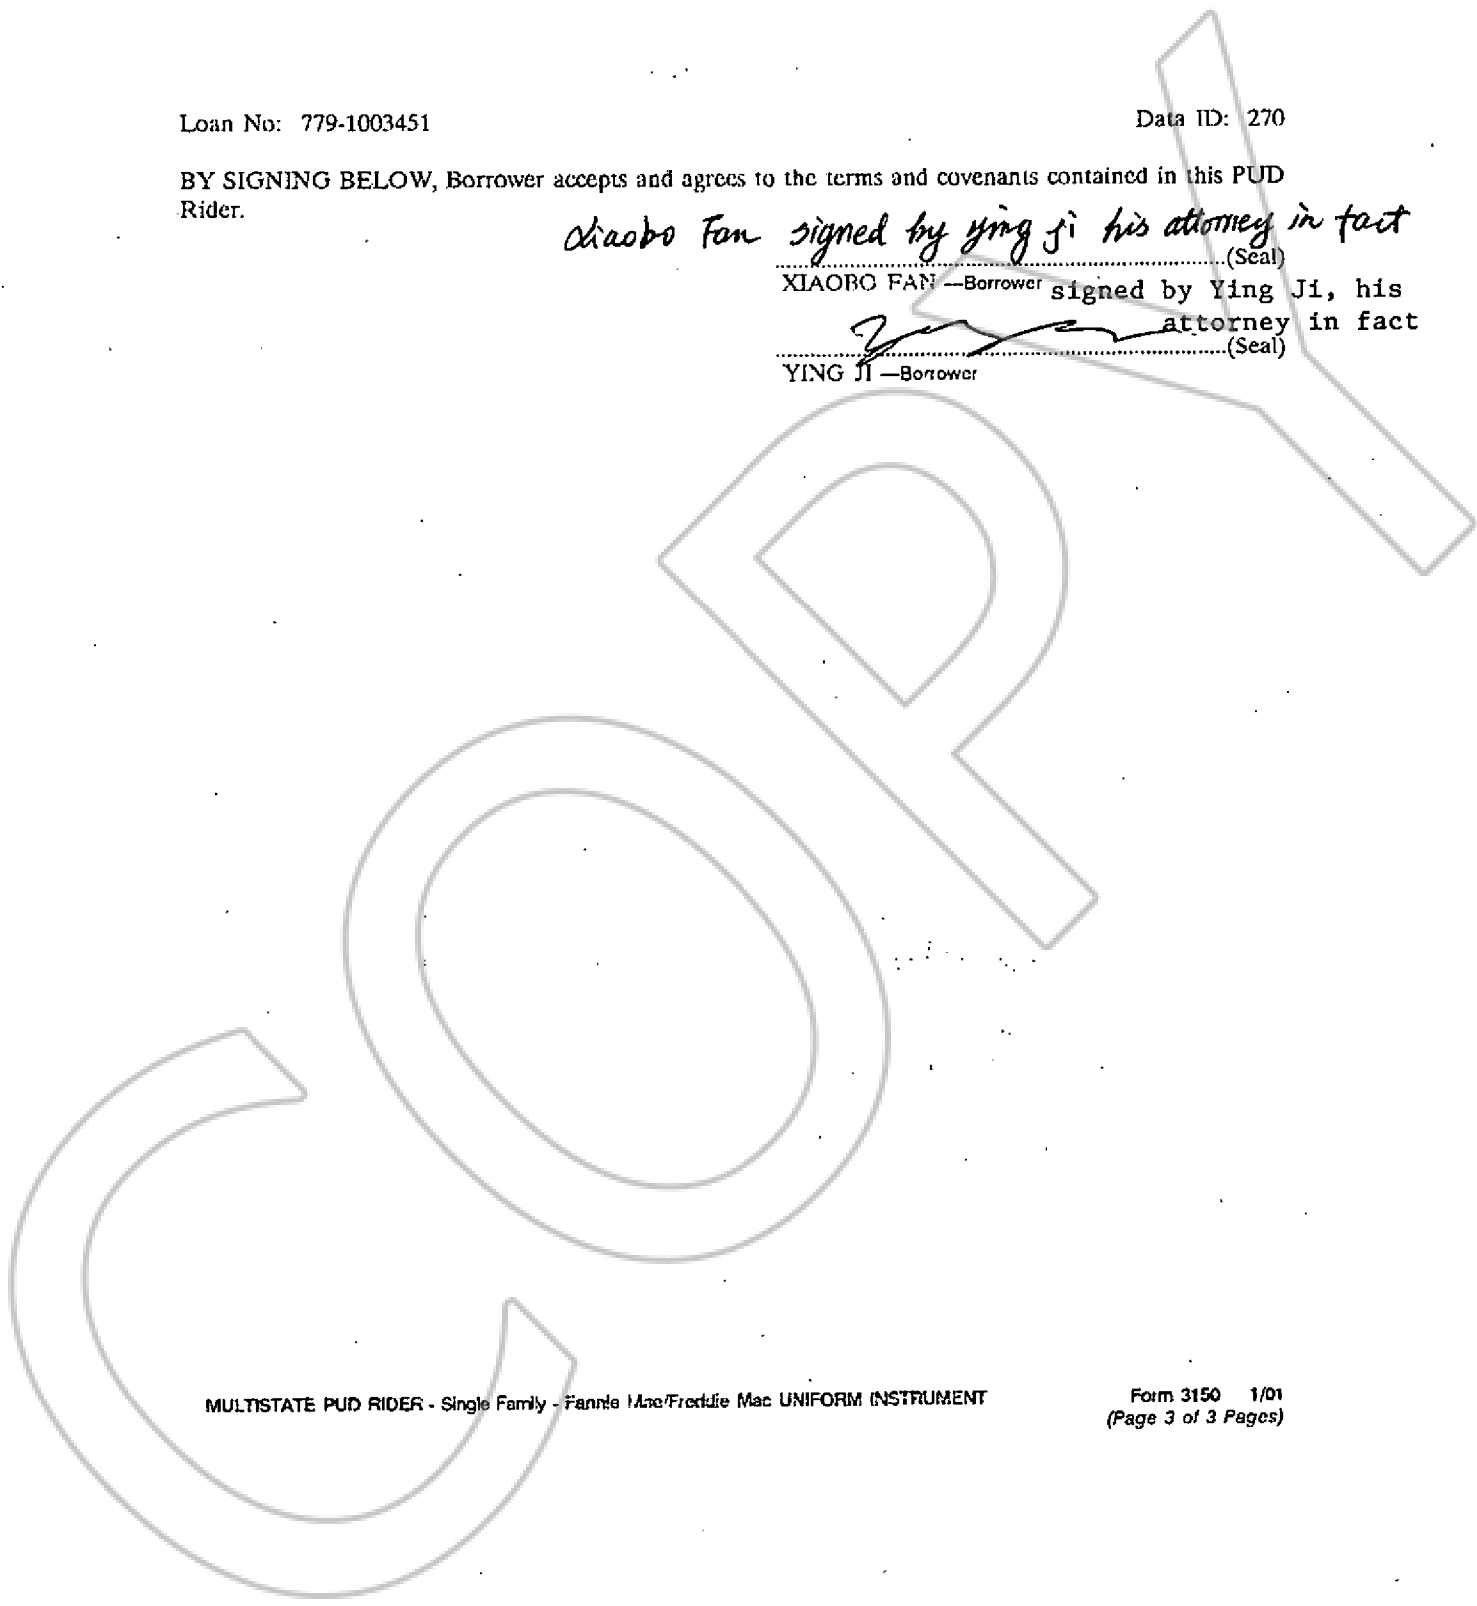 Loan No: 779-1003451 Data ID: 270
BY SIGNING BELOW, Borrower accepts and agrees to the terms and covenants contained in this PUD
Rider.
Xiaobo Fan signed by ying ji his attorney in fact
(Seal)
XIAOBO FAN —Borrower signed by Ying Ji, his
attorney in fact
(Seal)
YING JI —Borrower
COPY
MULTISTATE PUD RIDER - Single Family - Fannie Mae/Freddie Mac UNIFORM INSTRUMENT Form 3150 1/01
(Page 3 of 3 Pages)